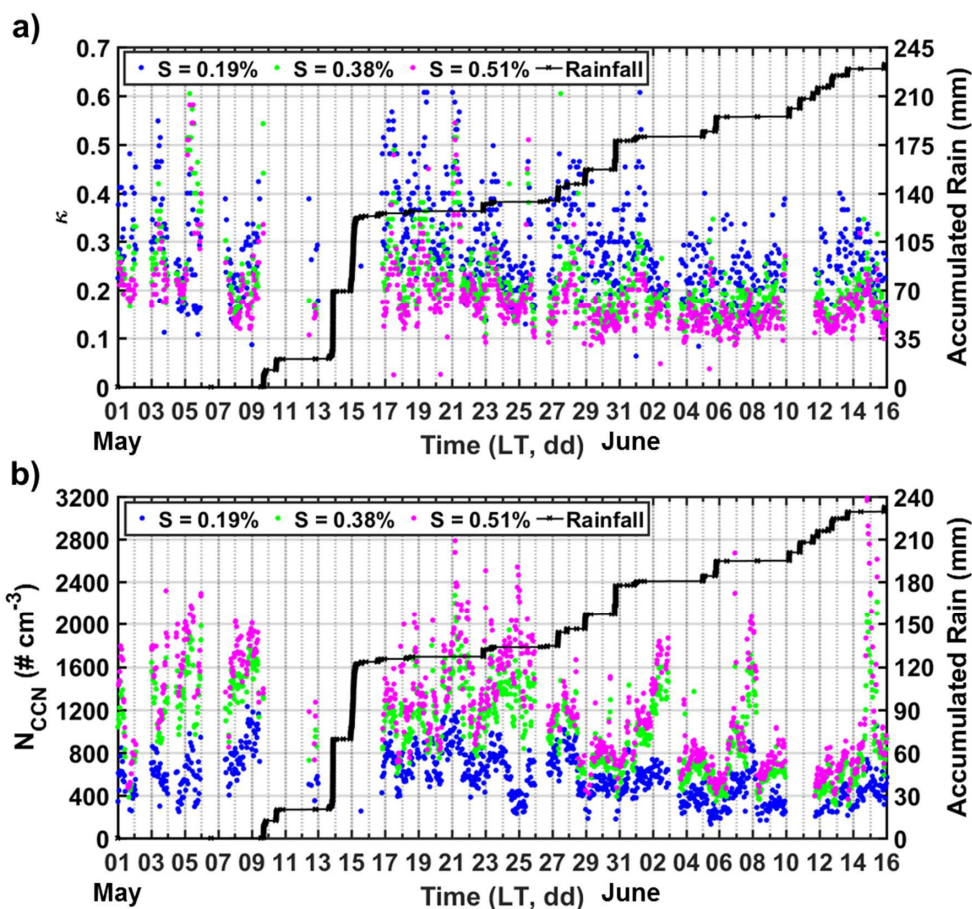 a)
0.7
0.6
0.5
0.4
0.3
0.2
0.1
0
κ
S = 0.19% S = 0.38% S = 0.51% Rainfall
245
210
175
140
105
70
35
0
Accumulated Rain (mm)
01 03 05 07 09 11 13 15 17 19 21 23 25 27 29 31 02 04 06 08 10 12 14 16
May Time (LT, dd) June
b)
3200
2800
2400
2000
1600
1200
800
400
0
N_CCN (# cm^-3)
S = 0.19% S = 0.38% S = 0.51% Rainfall
240
210
180
150
120
90
60
30
0
Accumulated Rain (mm)
01 03 05 07 09 11 13 15 17 19 21 23 25 27 29 31 02 04 06 08 10 12 14 16
May Time (LT, dd) June